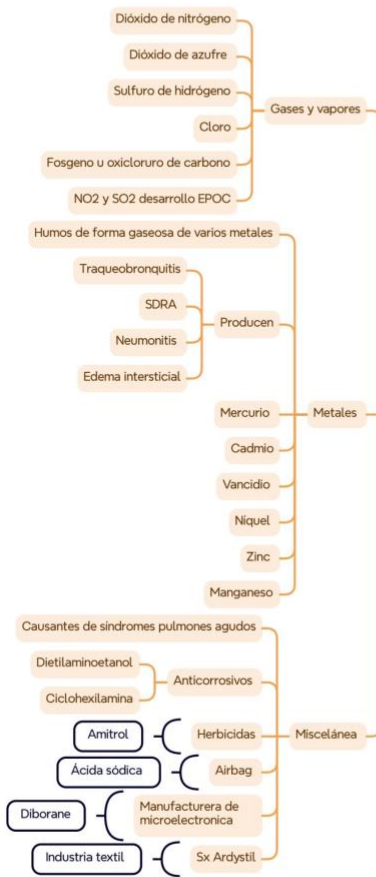 Dióxido de nitrógeno
Dióxido de azufre
Sulfuro de hidrógeno
Gases y vapores
Cloro
Fosgeno u oxicloruro de carbono
NO2 y SO2 desarrollo EPOC
Humos de forma gaseosa de varios metales
Traqueobronquitis
SDRA
Producen
Neumonitis
Edema intersticial
Mercurio
Metales
Cadmio
Vancidio
Níquel
Zinc
Manganeso
Causantes de síndromes pulmones agudos
Dietilaminoetanol
Anticorrosivos
Ciclohexilamina
Amitrol
Herbicidas
Miscelánea
Ácida sódica
Airbag
Diborane
Manufacturera de
microelectronica
Industria textil
Sx Ardystil